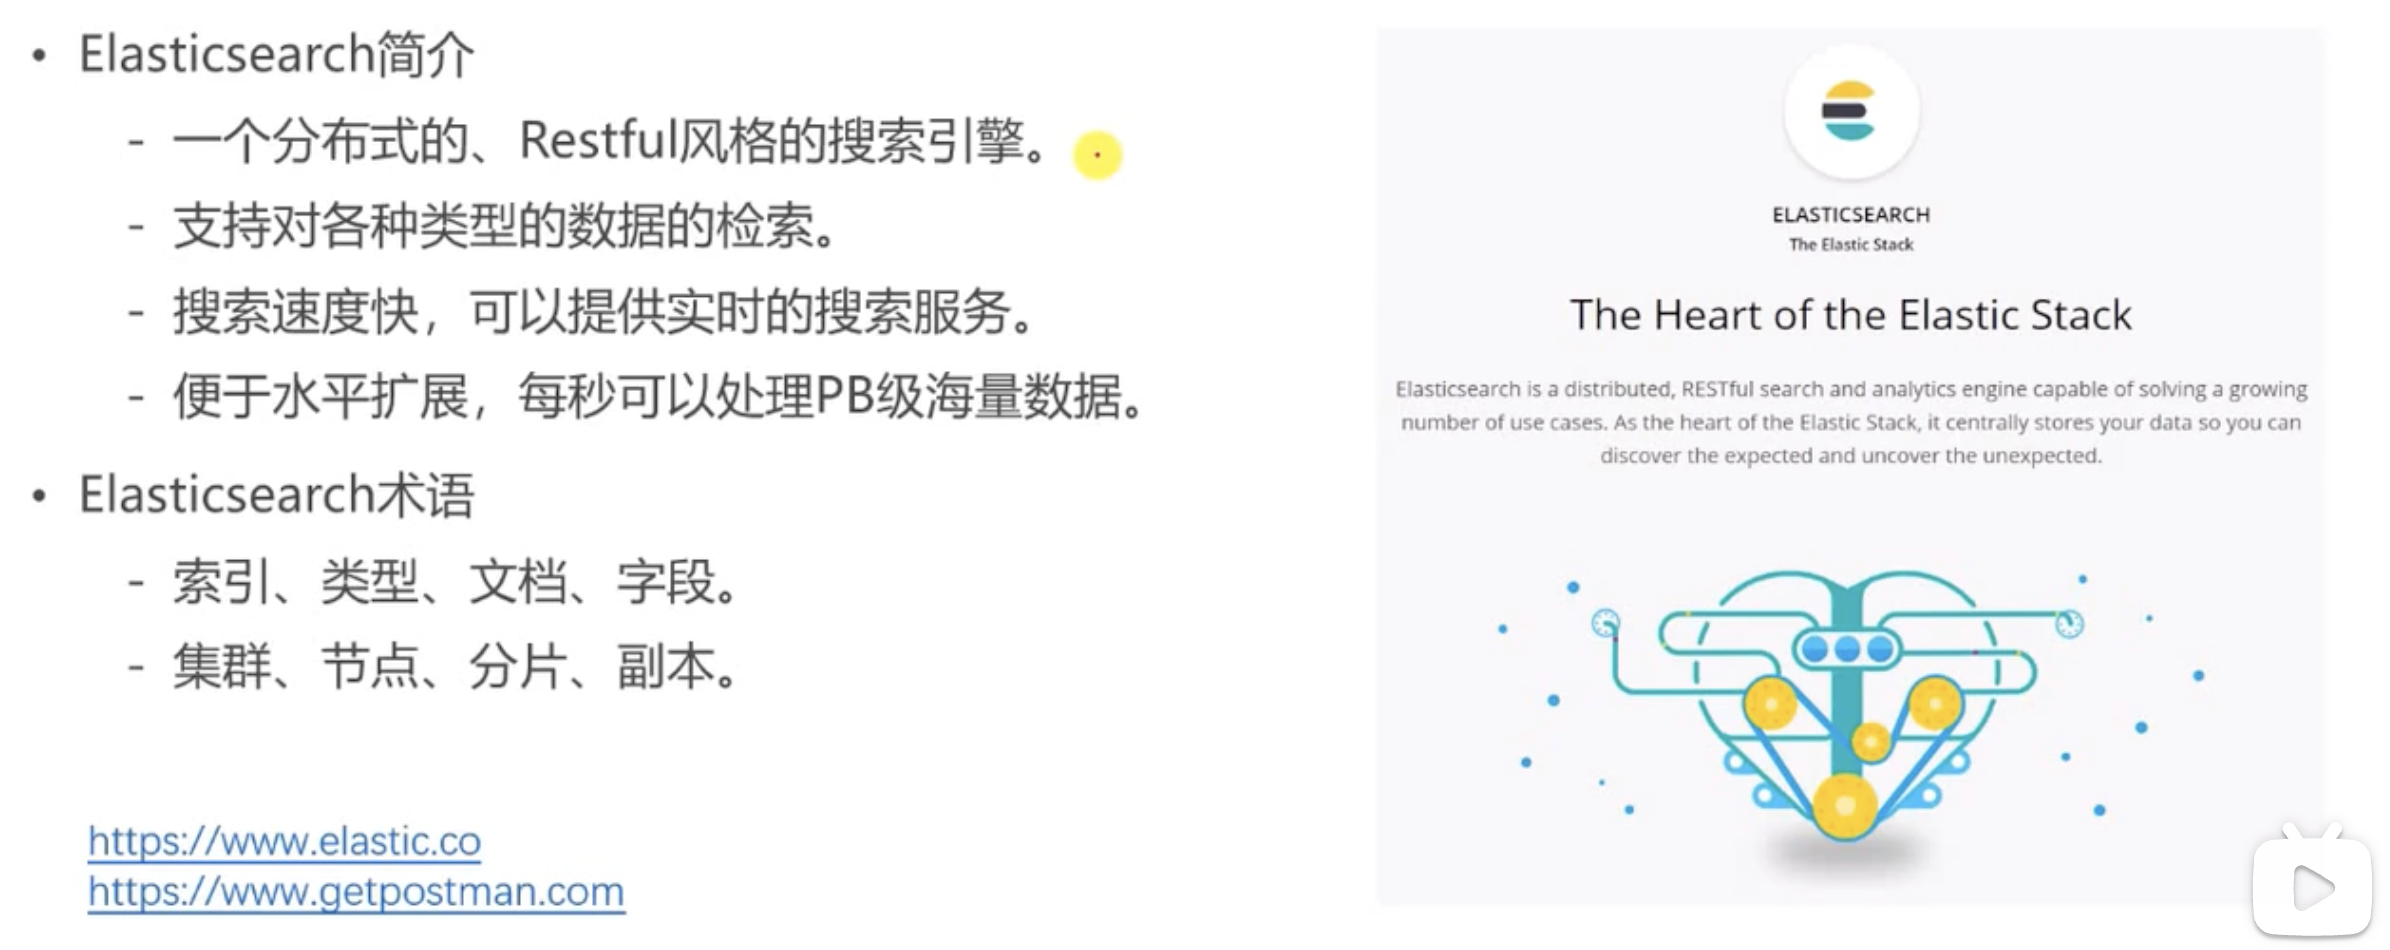 • Elasticsearch简介
- 一个分布式的、Restful风格的搜索引擎。
- 支持对各种类型的数据的检索。
- 搜索速度快，可以提供实时的搜索服务。
- 便于水平扩展，每秒可以处理PB级海量数据。
• Elasticsearch术语
- 索引、类型、文档、字段。
- 集群、节点、分片、副本。
https://www.elastic.co
https://www.getpostman.com
ELASTICSEARCH
The Elastic Stack
The Heart of the Elastic Stack
Elasticsearch is a distributed, RESTful search and analytics engine capable of solving a growing
number of use cases. As the heart of the Elastic Stack, it centrally stores your data so you can
discover the expected and uncover the unexpected.